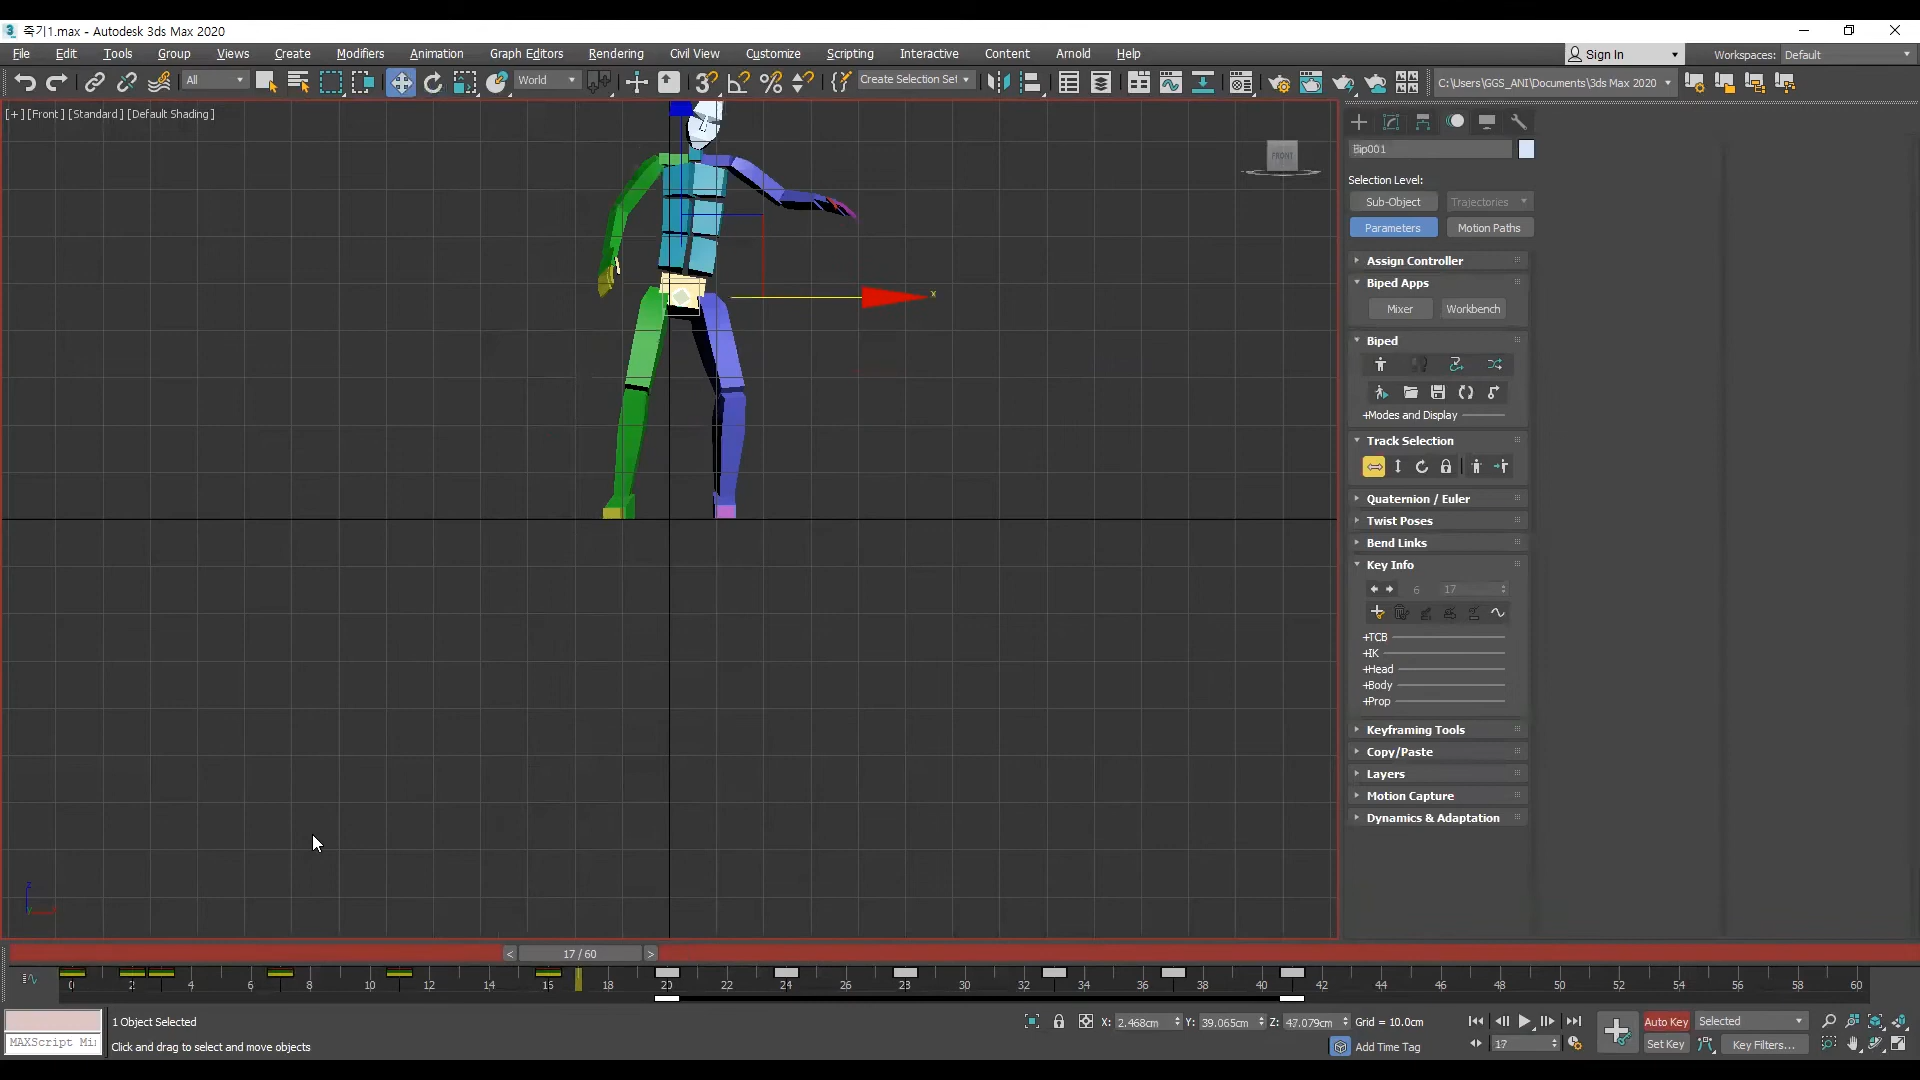 3 죽기1.max - Autodesk 3ds Max 2020
File Edit Tools Group Views Create Modifiers Animation Graph Editors Rendering Civil View Customize Scripting Interactive Content Arnold Help
Sign In Workspaces: Default
All World Create Selection Set C:\Users\GGS_ANI\Documents\3ds Max 2020
[+] [Front] [Standard] [Default Shading]
FRONT
x
Bip001
Selection Level:
Sub-Object Trajectories
Parameters Motion Paths
Assign Controller
Biped Apps
Mixer Workbench
Biped
+Modes and Display
Track Selection
Quaternion / Euler
Twist Poses
Bend Links
Key Info
6 17
+TCB
+IK
+Head
+Body
+Prop
Keyframing Tools
Copy/Paste
Layers
Motion Capture
Dynamics & Adaptation
z
y x
< 17 / 60 >
0 2 4 6 8 10 12 14 16 18 20 22 24 26 28 30 32 34 36 38 40 42 44 46 48 50 52 54 56 58 60
1 Object Selected X: 2.468cm Y: 39.065cm Z: 47.079cm Grid = 10.0cm Auto Key Selected
MAXScript Mi Click and drag to select and move objects Add Time Tag 17 Set Key Key Filters...